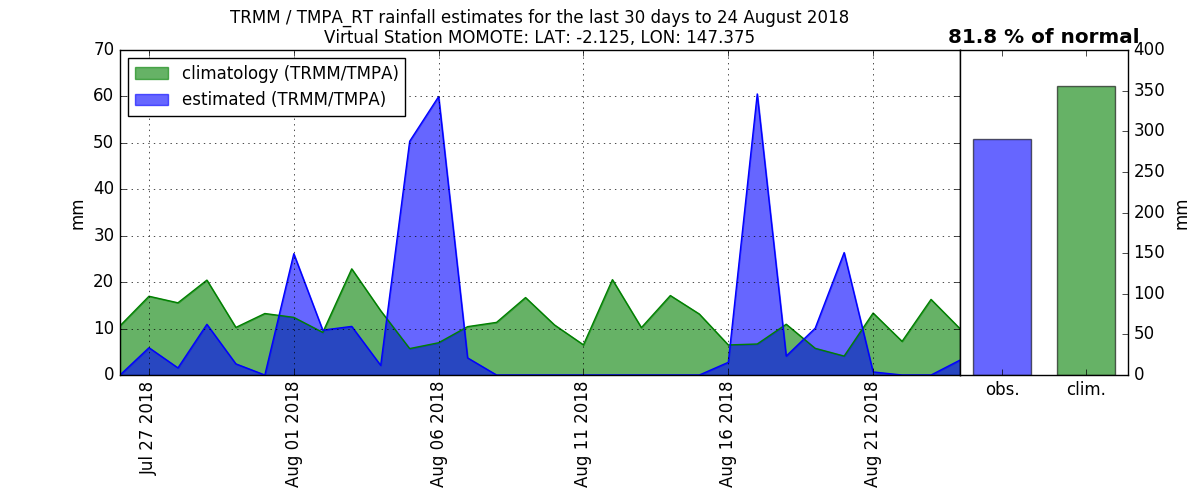 TRMM / TMPA_RT rainfall estimates for the last 30 days to 24 August 2018
Virtual Station MOMOTE: LAT: -2.125, LON: 147.375
81.8 % of normal
climatology (TRMM/TMPA)
estimated (TRMM/TMPA)
70
60
50
40
30
20
10
0
mm
Jul 27 2018
Aug 01 2018
Aug 06 2018
Aug 11 2018
Aug 16 2018
Aug 21 2018
400
350
300
250
200
150
100
50
0
mm
obs.
clim.